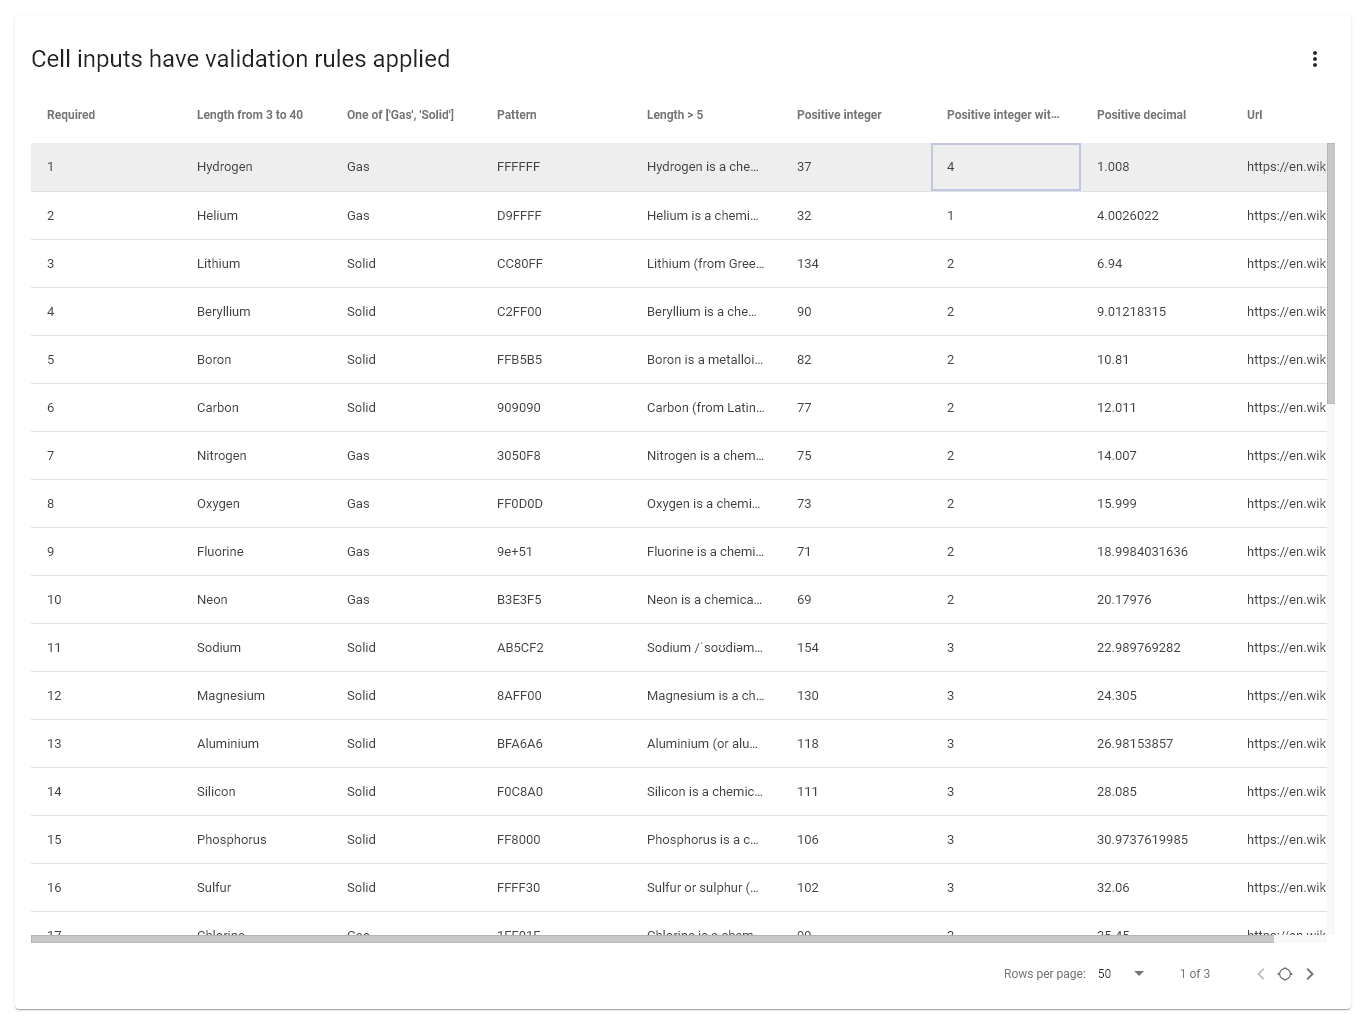 Cell inputs have validation rules applied
Required Length from 3 to 40 One of ['Gas', 'Solid'] Pattern Length > 5 Positive integer Positive integer wit... Positive decimal Url
1 Hydrogen Gas FFFFFF Hydrogen is a che... 37 4 1.008 https://en.wik
2 Helium Gas D9FFFF Helium is a chemi... 32 1 4.0026022 https://en.wik
3 Lithium Solid CC80FF Lithium (from Gree... 134 2 6.94 https://en.wik
4 Beryllium Solid C2FF00 Beryllium is a che... 90 2 9.01218315 https://en.wik
5 Boron Solid FFB5B5 Boron is a metalloi... 82 2 10.81 https://en.wik
6 Carbon Solid 909090 Carbon (from Latin... 77 2 12.011 https://en.wik
7 Nitrogen Gas 3050F8 Nitrogen is a chem... 75 2 14.007 https://en.wik
8 Oxygen Gas FF0D0D Oxygen is a chemi... 73 2 15.999 https://en.wik
9 Fluorine Gas 9e+51 Fluorine is a chemi... 71 2 18.9984031636 https://en.wik
10 Neon Gas B3E3F5 Neon is a chemica... 69 2 20.17976 https://en.wik
11 Sodium Solid AB5CF2 Sodium /ˈsoʊdiəm... 154 3 22.989769282 https://en.wik
12 Magnesium Solid 8AFF00 Magnesium is a ch... 130 3 24.305 https://en.wik
13 Aluminium Solid BFA6A6 Aluminium (or alu... 118 3 26.98153857 https://en.wik
14 Silicon Solid F0C8A0 Silicon is a chemic... 111 3 28.085 https://en.wik
15 Phosphorus Solid FF8000 Phosphorus is a c... 106 3 30.9737619985 https://en.wik
16 Sulfur Solid FFFF30 Sulfur or sulphur (... 102 3 32.06 https://en.wik
17 Chlorine Gas Chlorine is a chem... https://en.wik
Rows per page: 50 1 of 3